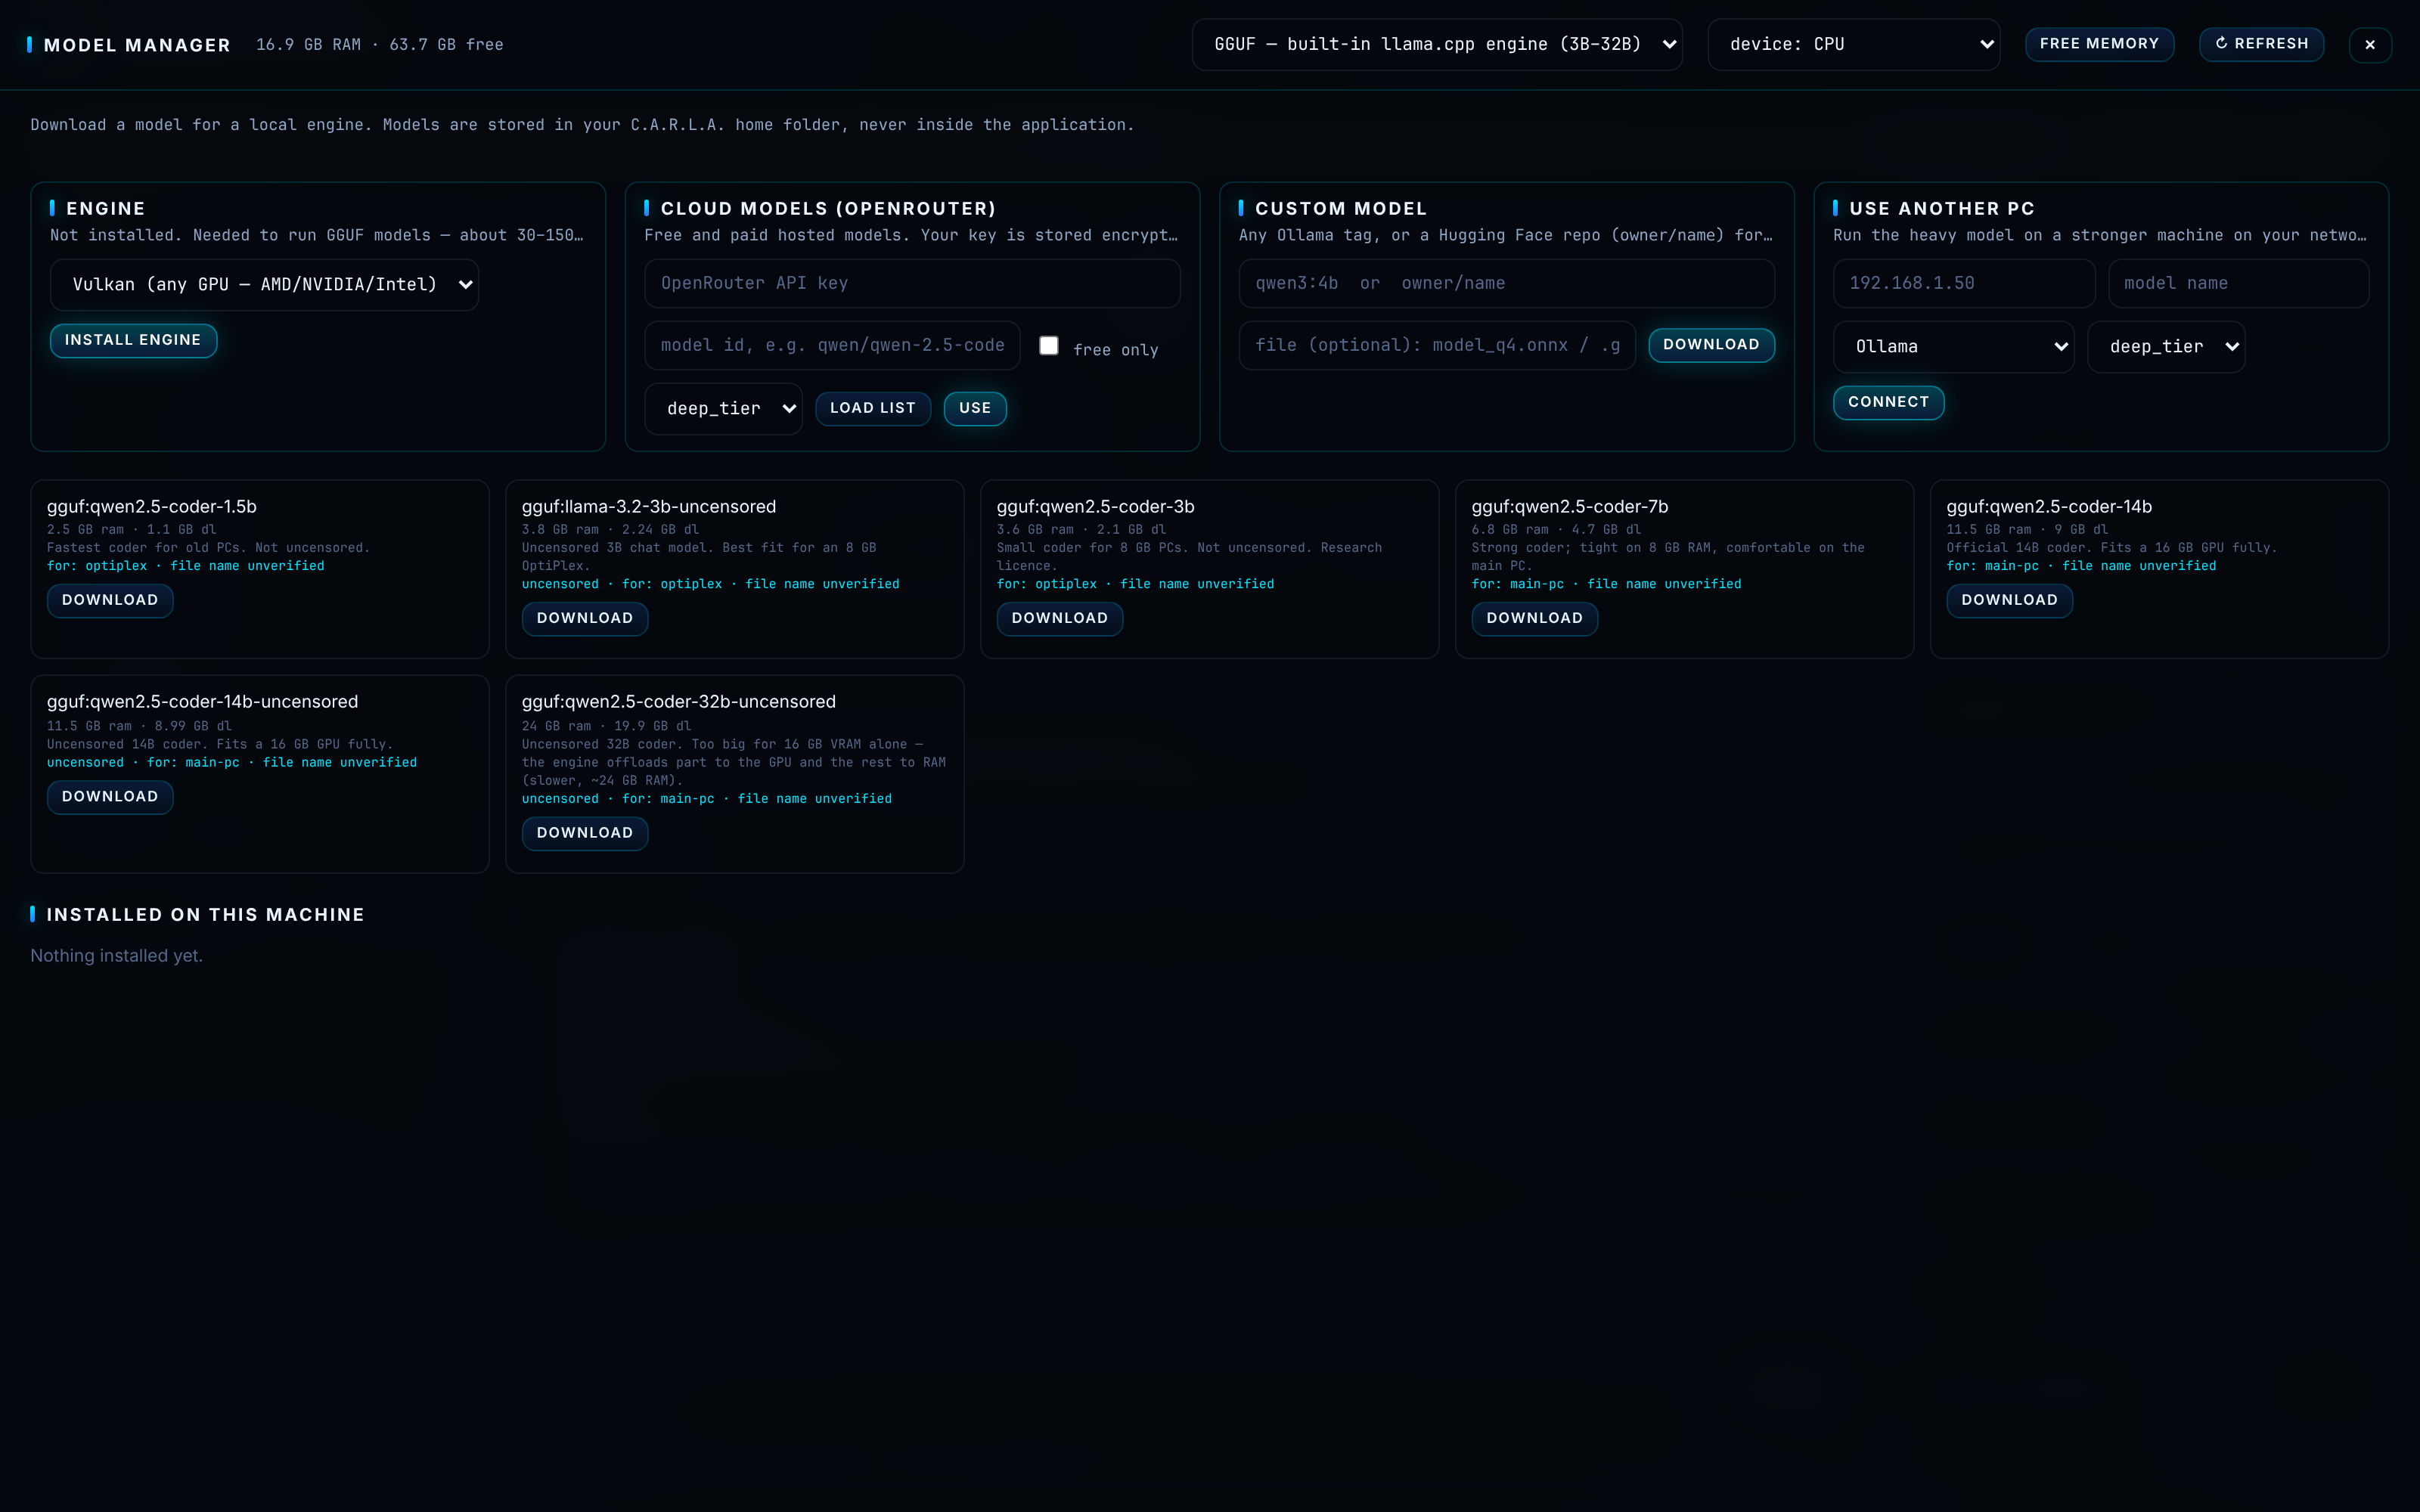 MODEL MANAGER 16.9 GB RAM · 63.7 GB free
GGUF — built-in llama.cpp engine (3B–32B)
device: CPU
FREE MEMORY
↻ REFRESH
×
Download a model for a local engine. Models are stored in your C.A.R.L.A. home folder, never inside the application.
ENGINE
Not installed. Needed to run GGUF models — about 30–150…
Vulkan (any GPU — AMD/NVIDIA/Intel)
INSTALL ENGINE
CLOUD MODELS (OPENROUTER)
Free and paid hosted models. Your key is stored encrypt…
OpenRouter API key
model id, e.g. qwen/qwen-2.5-code
free only
deep_tier
LOAD LIST
USE
CUSTOM MODEL
Any Ollama tag, or a Hugging Face repo (owner/name) for…
qwen3:4b or owner/name
file (optional): model_q4.onnx / .g
DOWNLOAD
USE ANOTHER PC
Run the heavy model on a stronger machine on your netwo…
192.168.1.50
model name
Ollama
deep_tier
CONNECT
gguf:qwen2.5-coder-1.5b
2.5 GB ram · 1.1 GB dl
Fastest coder for old PCs. Not uncensored.
for: optiplex · file name unverified
DOWNLOAD
gguf:llama-3.2-3b-uncensored
3.8 GB ram · 2.24 GB dl
Uncensored 3B chat model. Best fit for an 8 GB
OptiPlex.
uncensored · for: optiplex · file name unverified
DOWNLOAD
gguf:qwen2.5-coder-3b
3.6 GB ram · 2.1 GB dl
Small coder for 8 GB PCs. Not uncensored. Research
licence.
for: optiplex · file name unverified
DOWNLOAD
gguf:qwen2.5-coder-7b
6.8 GB ram · 4.7 GB dl
Strong coder; tight on 8 GB RAM, comfortable on the
main PC.
for: main-pc · file name unverified
DOWNLOAD
gguf:qwen2.5-coder-14b
11.5 GB ram · 9 GB dl
Official 14B coder. Fits a 16 GB GPU fully.
for: main-pc · file name unverified
DOWNLOAD
gguf:qwen2.5-coder-14b-uncensored
11.5 GB ram · 8.99 GB dl
Uncensored 14B coder. Fits a 16 GB GPU fully.
uncensored · for: main-pc · file name unverified
DOWNLOAD
gguf:qwen2.5-coder-32b-uncensored
24 GB ram · 19.9 GB dl
Uncensored 32B coder. Too big for 16 GB VRAM alone —
the engine offloads part to the GPU and the rest to RAM
(slower, ~24 GB RAM).
uncensored · for: main-pc · file name unverified
DOWNLOAD
INSTALLED ON THIS MACHINE
Nothing installed yet.